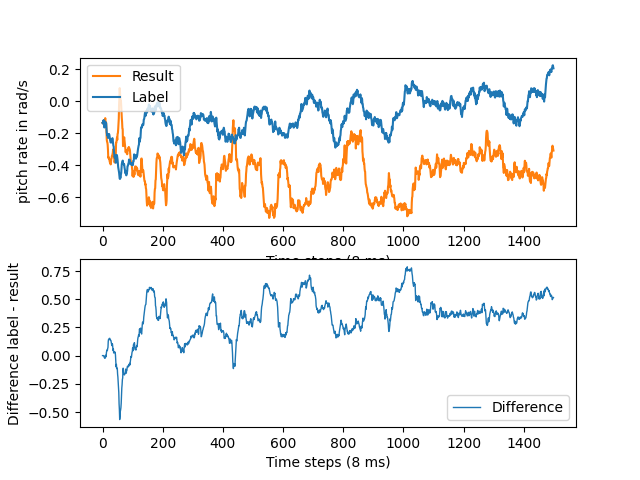 pitch rate in rad/s
0.2
0.0
−0.2
−0.4
−0.6
Result
Label
0 200 400 600 800 1000 1200 1400
Time steps (8 ms)
Difference label - result
0.75
0.50
0.25
0.00
−0.25
−0.50
Difference
0 200 400 600 800 1000 1200 1400
Time steps (8 ms)